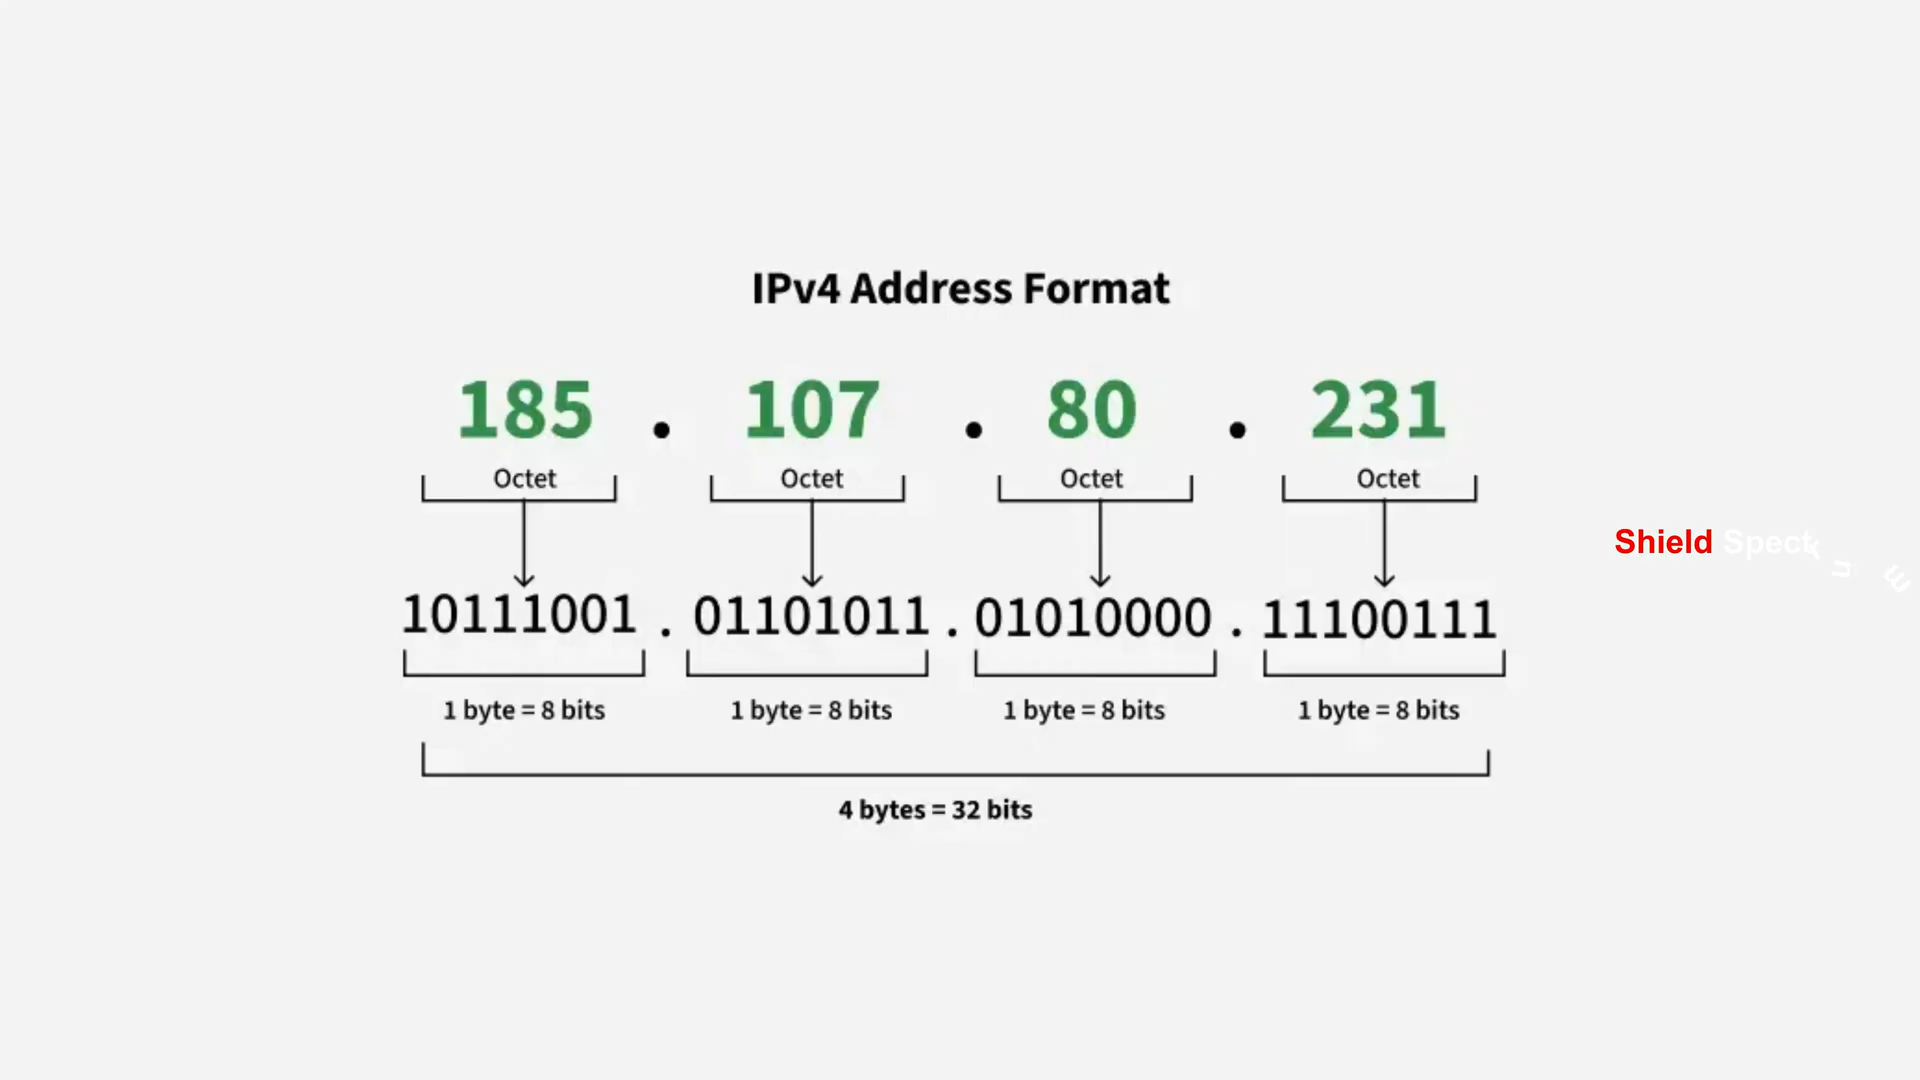 IPv4 Address Format
185 . 107 . 80 . 231
Octet Octet Octet Octet
10111001 . 01101011 . 01010000 . 11100111
1 byte = 8 bits 1 byte = 8 bits 1 byte = 8 bits 1 byte = 8 bits
4 bytes = 32 bits
Shield